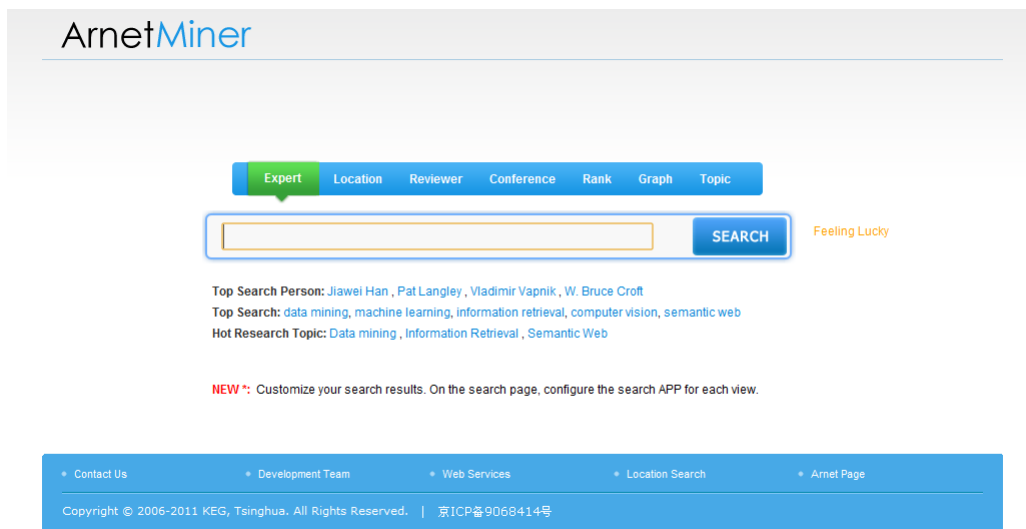 ArnetMiner
Expert Location Reviewer Conference Rank Graph Topic
SEARCH Feeling Lucky
Top Search Person: Jiawei Han , Pat Langley , Vladimir Vapnik , W. Bruce Croft
Top Search: data mining, machine learning, information retrieval, computer vision, semantic web
Hot Research Topic: Data mining , Information Retrieval , Semantic Web
NEW *: Customize your search results. On the search page, configure the search APP for each view.
Contact Us Development Team Web Services Location Search Arnet Page
Copyright © 2006-2011 KEG, Tsinghua. All Rights Reserved. | 京ICP备9068414号